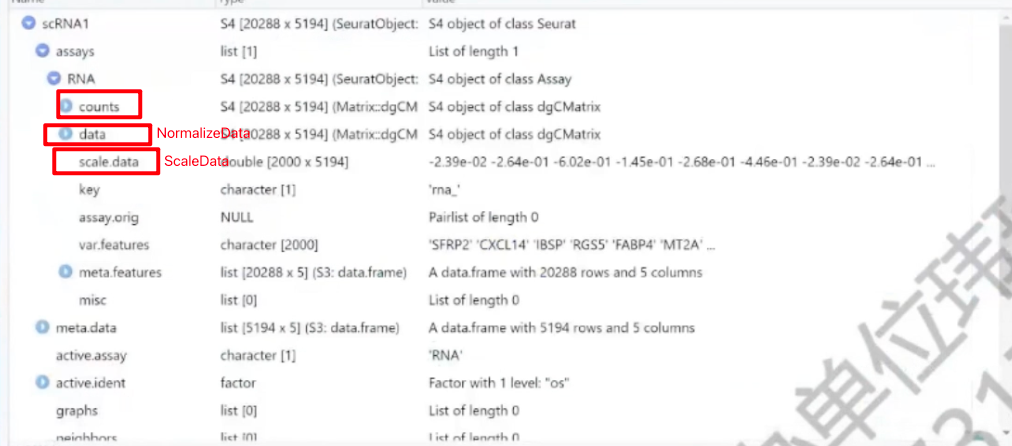 Name Type Value
scRNA1 S4 [20288 x 5194] (SeuratObject: S4 object of class Seurat
assays list [1] List of length 1
RNA S4 [20288 x 5194] (SeuratObject: S4 object of class Assay
counts S4 [20288 x 5194] (Matrix::dgCM S4 object of class dgCMatrix
data NormalizeData S4 [20288 x 5194] (Matrix::dgCM S4 object of class dgCMatrix
scale.data ScaleData double [2000 x 5194] -2.39e-02 -2.64e-01 -6.02e-01 -1.45e-01 -2.68e-01 -4.46e-01 -2.39e-02 -2.64e-01 ...
key character [1] 'rna_'
assay.orig NULL Pairlist of length 0
var.features character [2000] 'SFRP2' 'CXCL14' 'IBSP' 'RGS5' 'FABP4' 'MT2A' ...
meta.features list [20288 x 5] (S3: data.frame) A data.frame with 20288 rows and 5 columns
misc list [0] List of length 0
meta.data list [5194 x 5] (S3: data.frame) A data.frame with 5194 rows and 5 columns
active.assay character [1] 'RNA'
active.ident factor Factor with 1 level: "os"
graphs list [0] List of length 0
neighbors list [0] List of length 0
单位